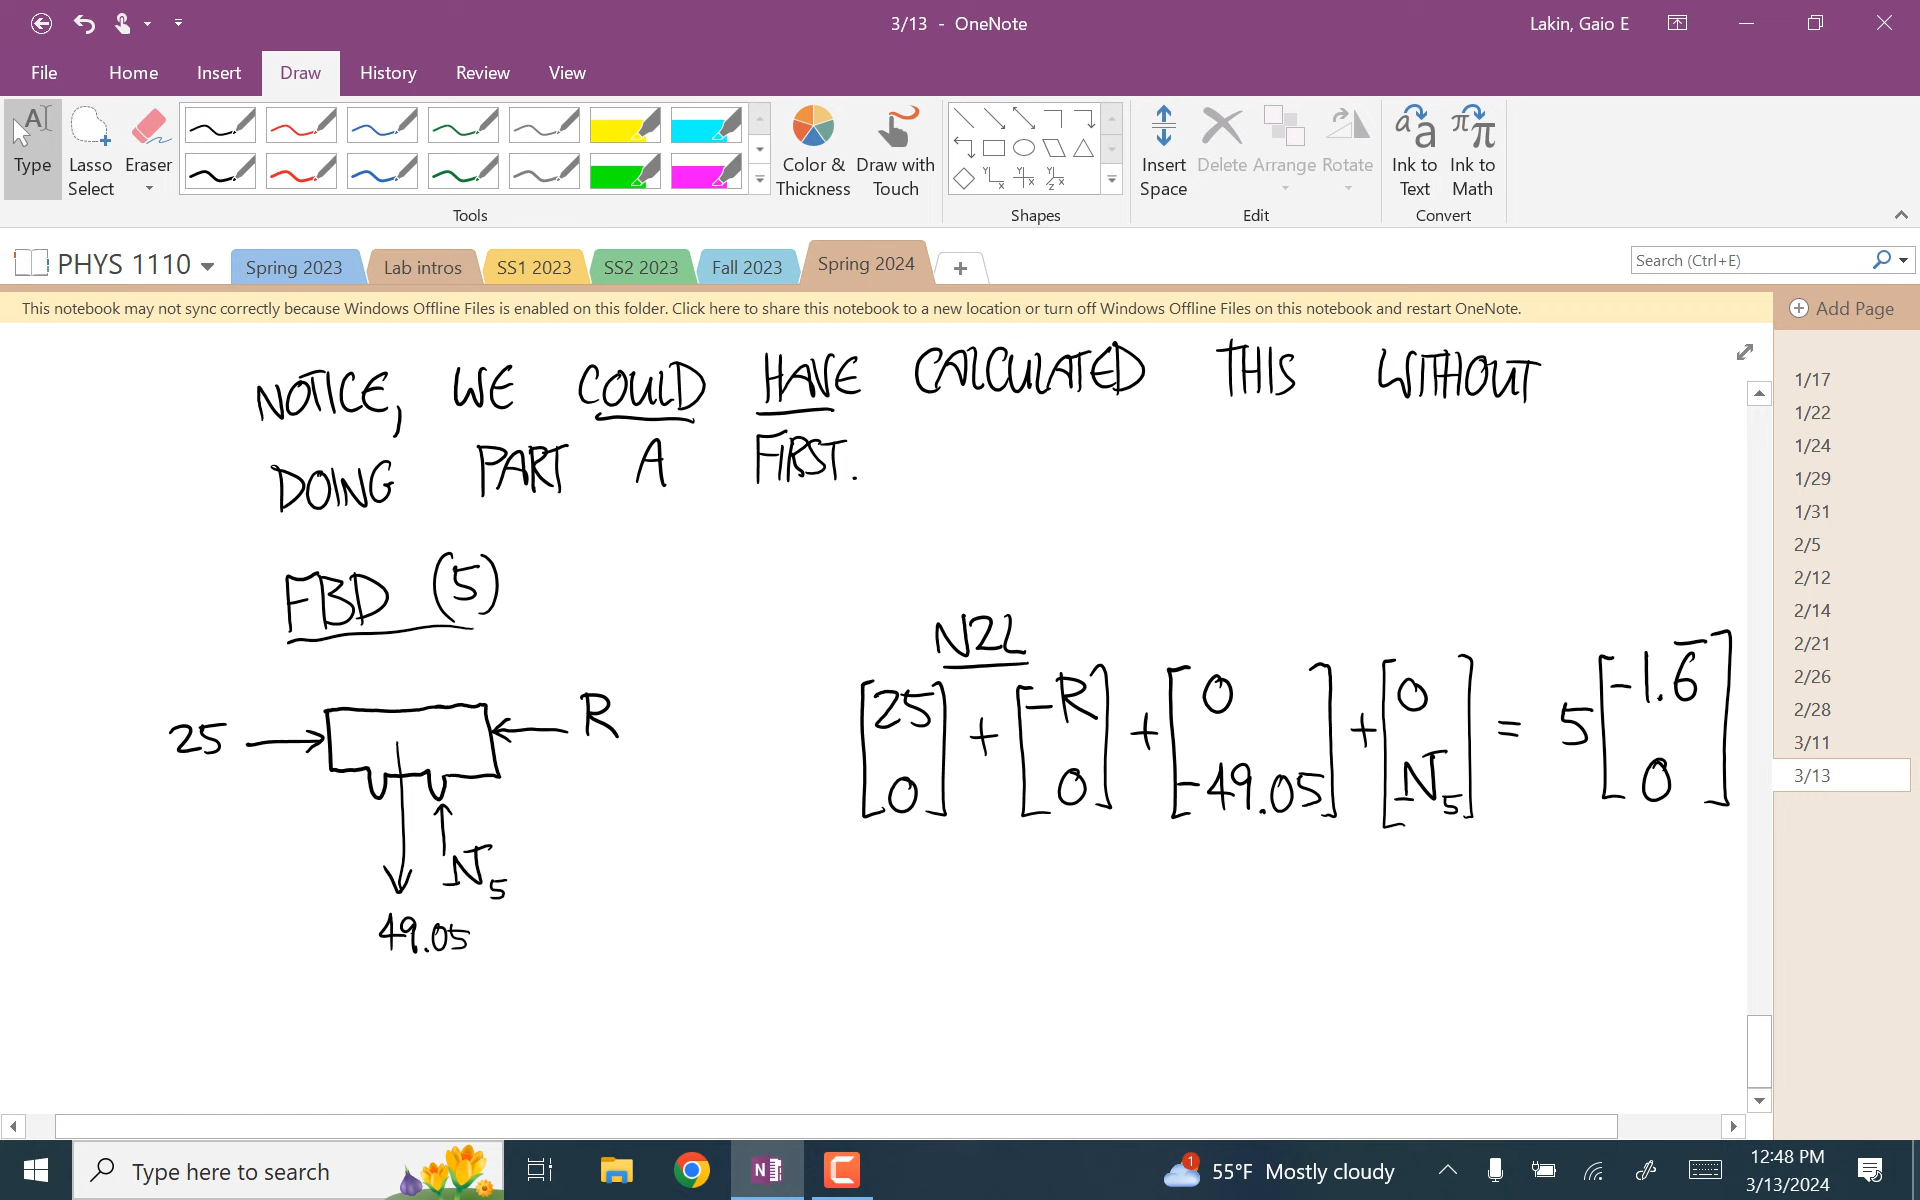 3/13 - OneNote
Lakin, Gaio E
File Home Insert Draw History Review View
Type
Lasso Select
Eraser
Color & Thickness
Draw with Touch
Insert Space
Delete
Arrange
Rotate
Ink to Text
Ink to Math
Tools
Shapes
Edit
Convert
PHYS 1110
Spring 2023
Lab intros
SS1 2023
SS2 2023
Fall 2023
Spring 2024
Search (Ctrl+E)
This notebook may not sync correctly because Windows Offline Files is enabled on this folder. Click here to share this notebook to a new location or turn off Windows Offline Files on this notebook and restart OneNote.
Add Page
1/17
1/22
1/24
1/29
1/31
2/5
2/12
2/14
2/21
2/26
2/28
3/11
3/13
NOTICE, WE COULD HAVE CALCULATED THIS WITHOUT
DOING PART A FIRST.
FBD (5)
25
R
N₅
49.05
N2L
[25 0] + [-R 0] + [0 -49.05] + [0 N₅] = 5 [-1.6̅ 0]
Type here to search
1
55°F Mostly cloudy
12:48 PM
3/13/2024